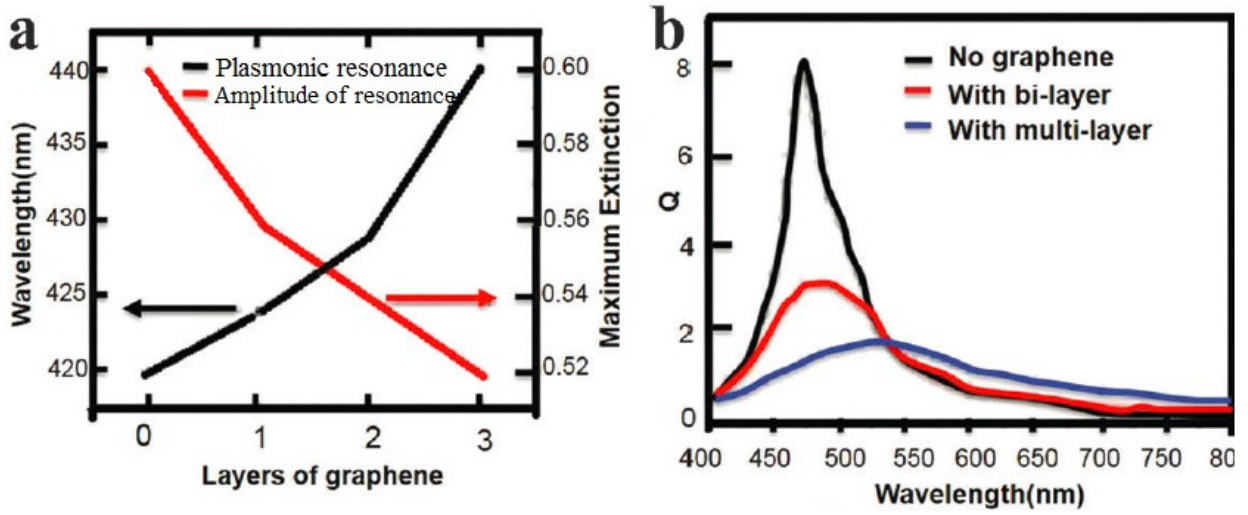 a
Plasmonic resonance
Amplitude of resonance
Wavelength(nm)
440
435
430
425
420
0.60
0.58
0.56
0.54
0.52
Maximum Extinction
0 1 2 3
Layers of graphene
b
No graphene
With bi-layer
With multi-layer
Q
8
6
4
2
0
400 450 500 550 600 650 700 750 80
Wavelength(nm)